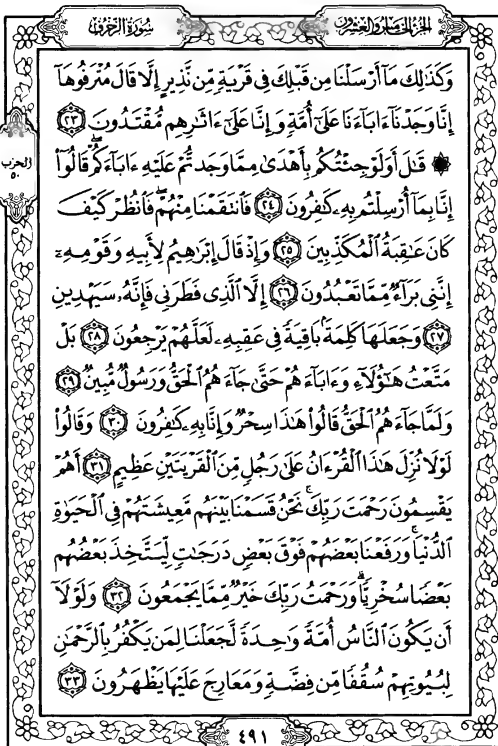 الجزء الخامس والعشرون
سورة الزخرف
وَكَذَٰلِكَ مَآ أَرْسَلْنَا مِن قَبْلِكَ فِى قَرْيَةٍ مِّن نَّذِيرٍ إِلَّا قَالَ مُتْرَفُوهَآ
إِنَّا وَجَدْنَآ ءَابَآءَنَا عَلَىٰٓ أُمَّةٍ وَإِنَّا عَلَىٰٓ ءَاثَٰرِهِم مُّقْتَدُونَ ٢٣
۞ قَٰلَ أَوَلَوْ جِئْتُكُم بِأَهْدَىٰ مِمَّا وَجَدتُّمْ عَلَيْهِ ءَابَآءَكُمْ ۖ قَالُوٓا۟
إِنَّا بِمَآ أُرْسِلْتُم بِهِۦ كَٰفِرُونَ ٢٤ فَٱنتَقَمْنَا مِنْهُمْ ۖ فَٱنظُرْ كَيْفَ
كَانَ عَٰقِبَةُ ٱلْمُكَذِّبِينَ ٢٥ وَإِذْ قَالَ إِبْرَٰهِيمُ لِأَبِيهِ وَقَوْمِهِۦٓ
إِنَّنِى بَرَآءٌ مِّمَّا تَعْبُدُونَ ٢٦ إِلَّا ٱلَّذِى فَطَرَنِى فَإِنَّهُۥ سَيَهْدِينِ
٢٧ وَجَعَلَهَا كَلِمَةًۢ بَاقِيَةً فِى عَقِبِهِۦ لَعَلَّهُمْ يَرْجِعُونَ ٢٨ بَلْ
مَتَّعْتُ هَٰٓؤُلَآءِ وَءَابَآءَهُمْ حَتَّىٰ جَآءَهُمُ ٱلْحَقُّ وَرَسُولٌ مُّبِينٌ ٢٩
وَلَمَّا جَآءَهُمُ ٱلْحَقُّ قَالُوا۟ هَٰذَا سِحْرٌ وَإِنَّا بِهِۦ كَٰفِرُونَ ٣٠ وَقَالُوا۟
لَوْلَا نُزِّلَ هَٰذَا ٱلْقُرْءَانُ عَلَىٰ رَجُلٍ مِّنَ ٱلْقَرْيَتَيْنِ عَظِيمٍ ٣١ أَهُمْ
يَقْسِمُونَ رَحْمَتَ رَبِّكَ ۚ نَحْنُ قَسَمْنَا بَيْنَهُم مَّعِيشَتَهُمْ فِى ٱلْحَيَوٰةِ
ٱلدُّنْيَا ۚ وَرَفَعْنَا بَعْضَهُمْ فَوْقَ بَعْضٍ دَرَجَٰتٍ لِّيَتَّخِذَ بَعْضُهُم
بَعْضًا سُخْرِيًّا ۗ وَرَحْمَتُ رَبِّكَ خَيْرٌ مِّمَّا يَجْمَعُونَ ٣٢ وَلَوْلَآ
أَن يَكُونَ ٱلنَّاسُ أُمَّةً وَٰحِدَةً لَّجَعَلْنَا لِمَن يَكْفُرُ بِٱلرَّحْمَٰنِ
لِبُيُوتِهِمْ سُقُفًا مِّن فِضَّةٍ وَمَعَارِجَ عَلَيْهَا يَظْهَرُونَ ٣٣
الحزب
٥٠
٤٩١